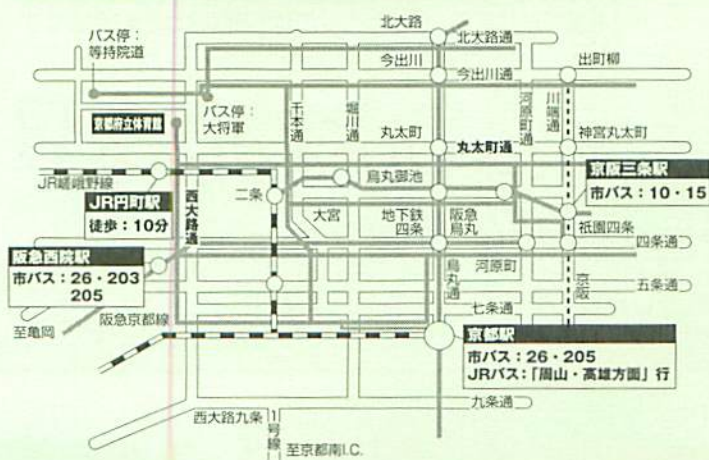 北大路
北大路通
バス停：
等持院道
今出川
今出川通
出町柳
京都府立体育館
バス停：
大将軍
千本通
堀川通
河原町通
川端通
丸太町
丸太町通
神宮丸太町
JR嵯峨野線
JR円町駅
徒歩：10分
西大路通
二条
烏丸御池
京阪三条駅
市バス：10・15
大宮
地下鉄
四条
阪急
烏丸
祇園四条
四条通
阪急西院駅
市バス：26・203
205
烏丸通
河原町
京阪
五条通
七条通
至亀岡
阪急京都線
京都駅
市バス：26・205
JRバス：「周山・高雄方面」行
九条通
西大路九条
1号線
至京都南I.C.